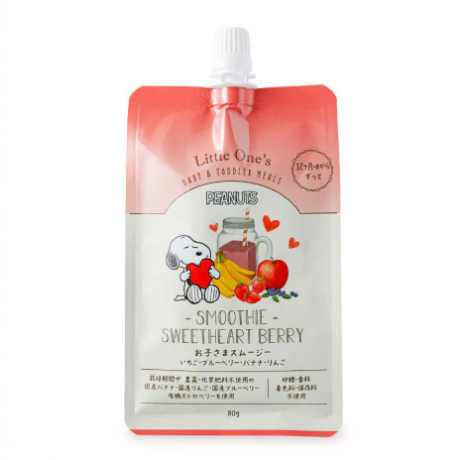 Little One's
BABY & TODDLER MEALS
12ヶ月頃から
ずっと
PEANUTS
- SMOOTHIE -
SWEETHEART BERRY
お子さまスムージー
いちご・ブルーベリー・バナナ・りんご
栽培期間中 農薬・化学肥料不使用の
国産バナナ・国産りんご・国産ブルーベリー
有機ストロベリーを使用
砂糖・香料
着色料・保存料
不使用
80g